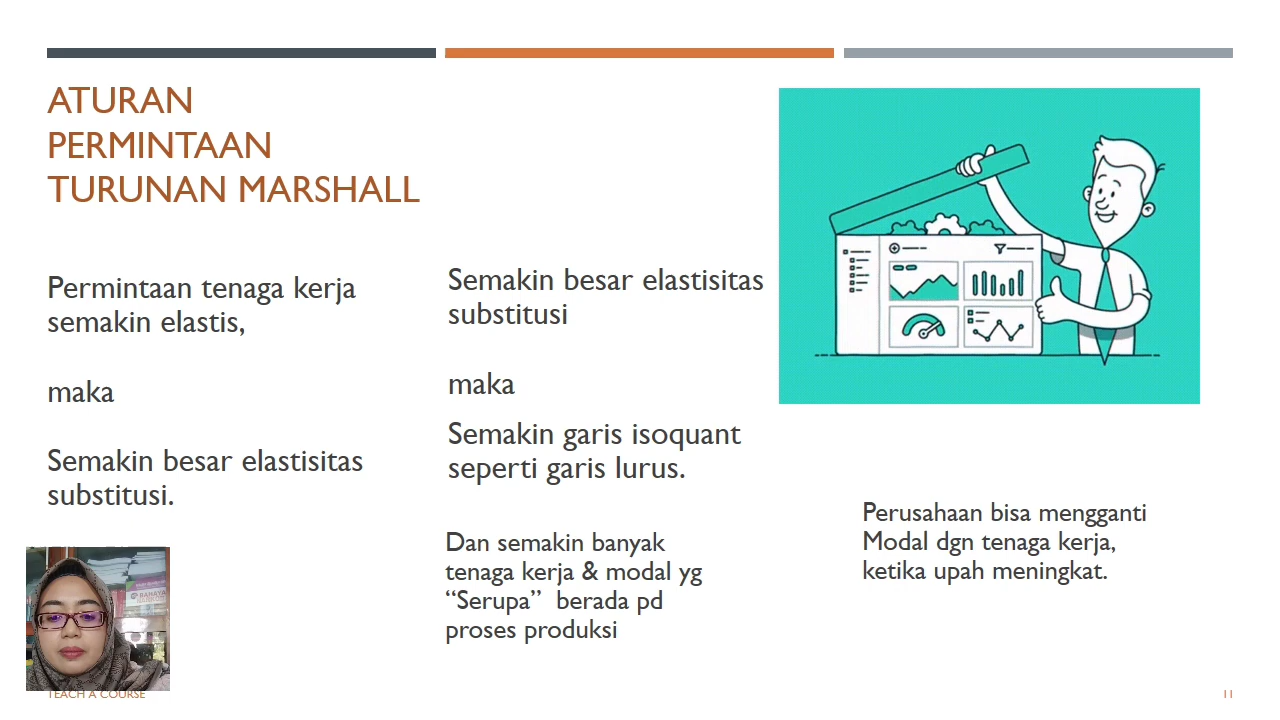 ATURAN
PERMINTAAN
TURUNAN MARSHALL
Permintaan tenaga kerja
semakin elastis,
maka
Semakin besar elastisitas
substitusi.
Semakin besar elastisitas
substitusi
maka
Semakin garis isoquant
seperti garis lurus.
Dan semakin banyak
tenaga kerja & modal yg
“Serupa” berada pd
proses produksi
Perusahaan bisa mengganti
Modal dgn tenaga kerja,
ketika upah meningkat.
TEACH A COURSE
11